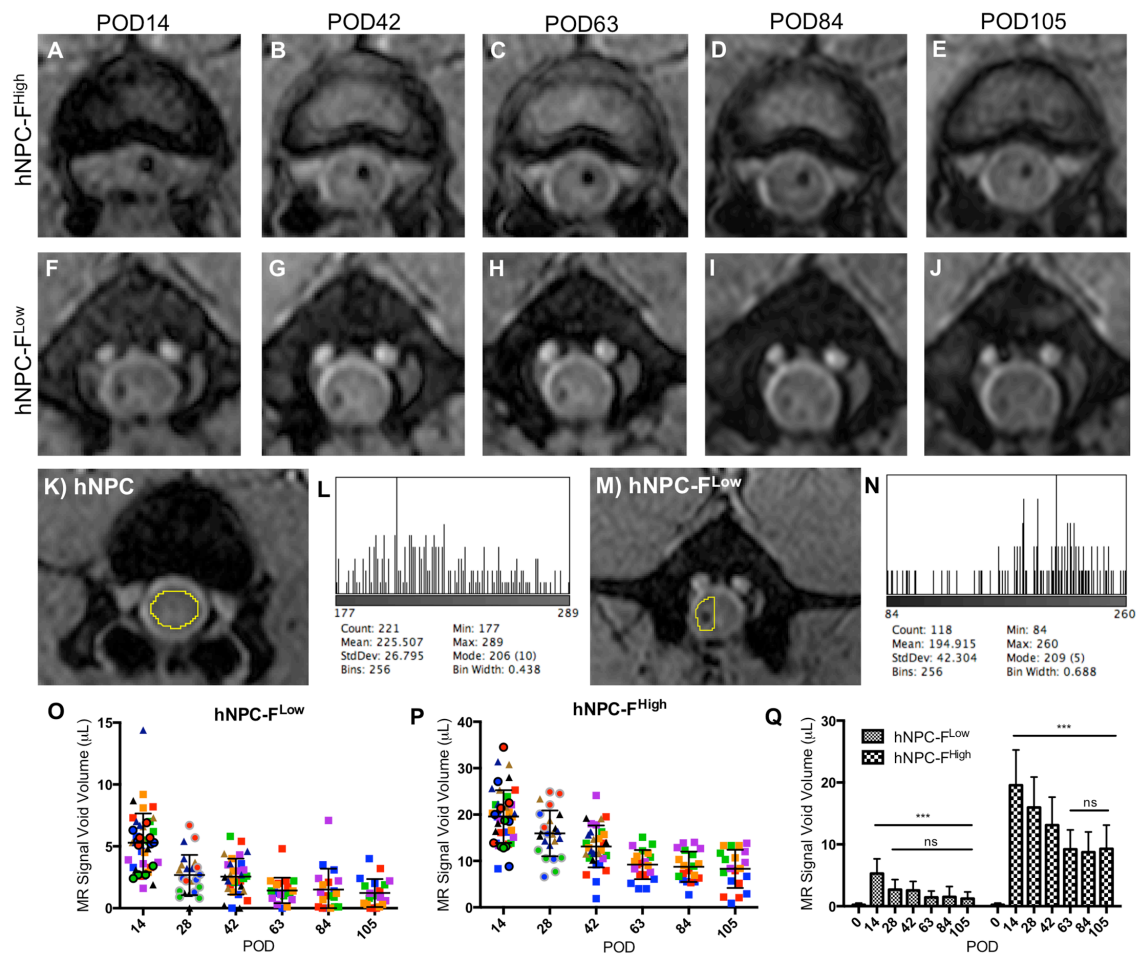 POD14 POD42 POD63 POD84 POD105
hNPC-F^High
A B C D E
hNPC-F^Low
F G H I J
K) hNPC
L
177 289
Count: 221 Min: 177
Mean: 225.507 Max: 289
StdDev: 26.795 Mode: 206 (10)
Bins: 256 Bin Width: 0.438
M) hNPC-F^Low
N
84 260
Count: 118 Min: 84
Mean: 194.915 Max: 260
StdDev: 42.304 Mode: 209 (5)
Bins: 256 Bin Width: 0.688
O hNPC-F^Low
MR Signal Void Volume (µL)
15
10
5
0
14 28 42 63 84 105
POD
P hNPC-F^High
MR Signal Void Volume (µL)
40
30
20
10
0
14 28 42 63 84 105
POD
Q
MR Signal Void Volume (µL)
30
20
10
0
hNPC-F^Low
hNPC-F^High
***
ns
***
ns
0 14 28 42 63 84 105 0 14 28 42 63 84 105
POD